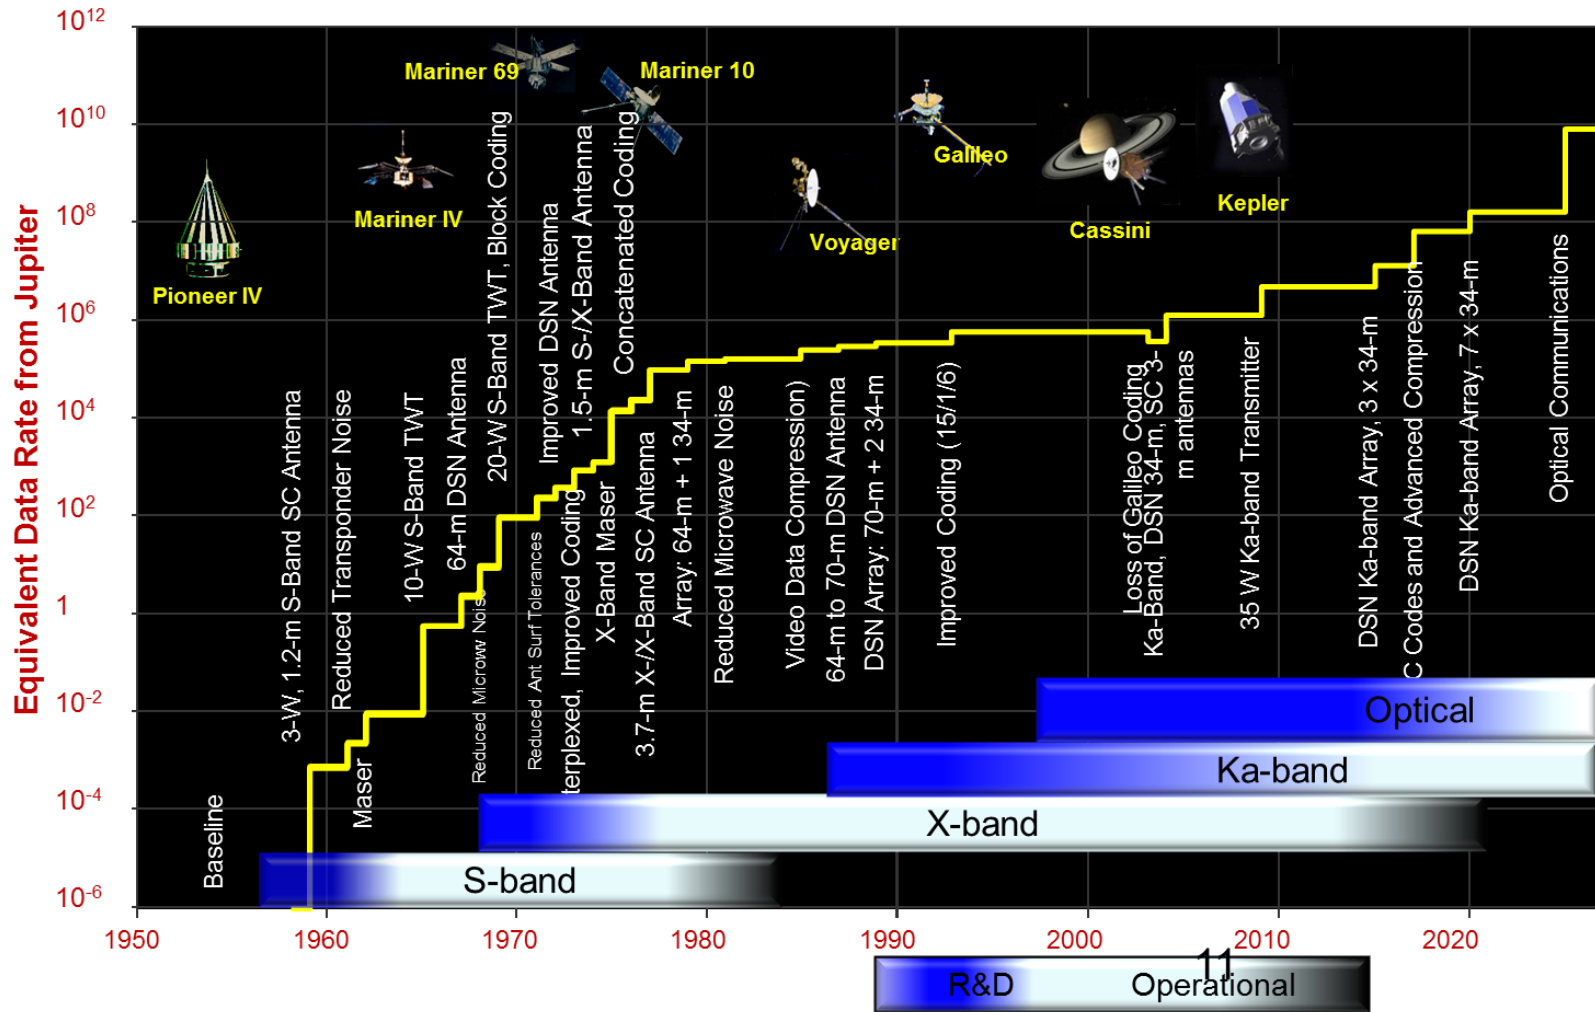 Equivalent Data Rate from Jupiter
10¹²
10¹⁰
10⁸
10⁶
10⁴
10²
1
10⁻²
10⁻⁴
10⁻⁶
Pioneer IV
Mariner IV
Mariner 69
Mariner 10
Voyager
Galileo
Cassini
Kepler
Baseline
3-W, 1.2-m S-Band SC Antenna
Reduced Transponder Noise
Maser
10-W S-Band TWT
64-m DSN Antenna
Reduced Microw Noise
20-W S-Band TWT, Block Coding
Reduced Ant Surf Tolerances
Improved DSN Antenna
terplexed, Improved Coding
1.5-m S-/X-Band Antenna
X-Band Maser
Concatenated Coding
3.7-m X-/X-Band SC Antenna
Array: 64-m + 1 34-m
Reduced Microwave Noise
Video Data Compression)
64-m to 70-m DSN Antenna
DSN Array: 70-m + 2 34-m
Improved Coding (15/1/6)
Loss of Galileo Coding
Ka-Band, DSN 34-m, SC 3-
m antennas
35 W Ka-band Transmitter
DSN Ka-band Array, 3 x 34-m
C Codes and Advanced Compression
DSN Ka-band Array, 7 x 34-m
Optical Communications
Optical
Ka-band
X-band
S-band
1950
1960
1970
1980
1990
2000
2010
2020
11
R&D
Operational